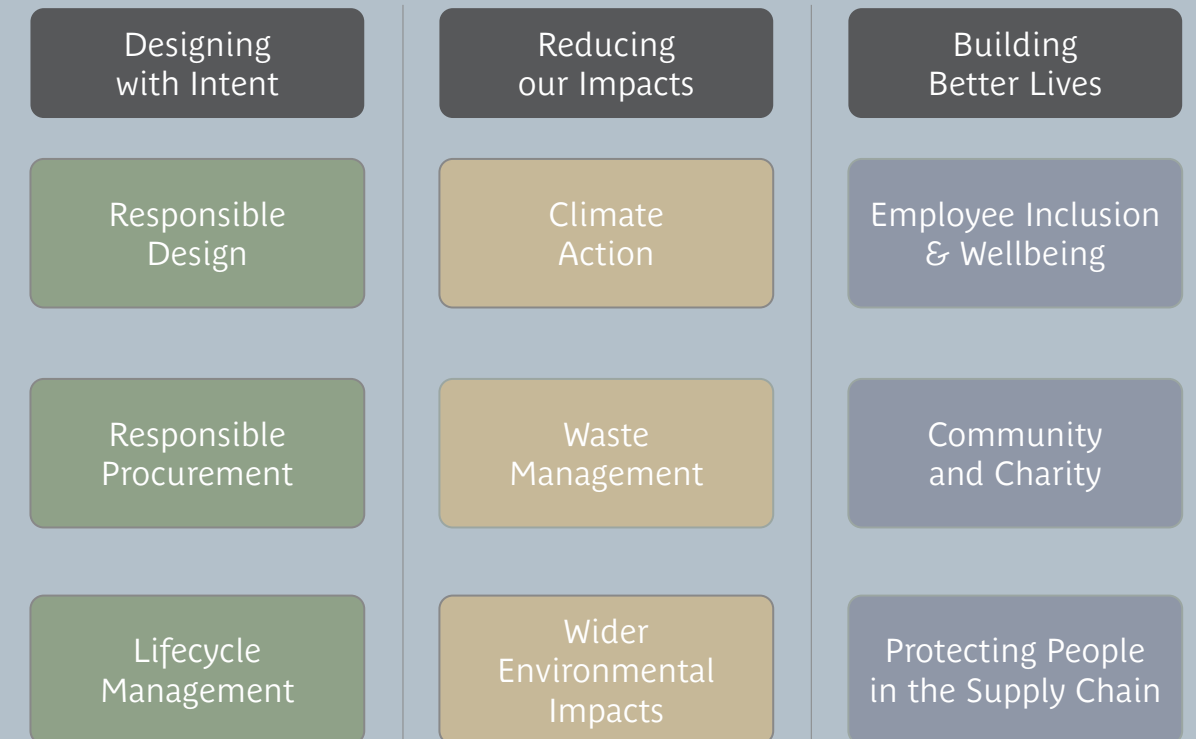 Designing
with Intent
Responsible
Design
Responsible
Procurement
Lifecycle
Management
Reducing
our Impacts
Climate
Action
Waste
Management
Wider
Environmental
Impacts
Building
Better Lives
Employee Inclusion
& Wellbeing
Community
and Charity
Protecting People
in the Supply Chain